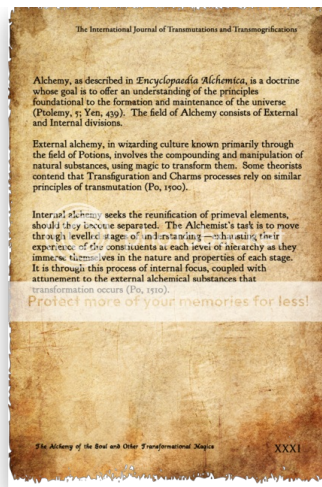 The International Journal of Transmutations and Transmogrifications
Alchemy, as described in Encyclopaedia Alchemica, is a doctrine
whose goal is to offer an understanding of the principles
foundational to the formation and maintenance of the universe
(Ptolemy, 5; Yen, 439). The field of Alchemy consists of External
and Internal divisions.
External alchemy, in wizarding culture known primarily through
the field of Potions, involves the compounding and manipulation of
natural substances, using magic to transform them. Some theorists
contend that Transfiguration and Charms processes rely on similar
principles of transmutation (Po, 1500).
Internal alchemy seeks the reunification of primeval elements,
should they become separated. The Alchemist's task is to move
through levelled stages of understanding—exhausting their
experience of the constituents at each level of hierarchy as they
immerse themselves in the nature and properties of each stage.
It is through this process of internal focus, coupled with
attunement to the external alchemical substances that
transformation occurs (Po, 1510).
Protect more of your memories for less!
The Alchemy of the Soul and Other Transformational Magics
XXXI